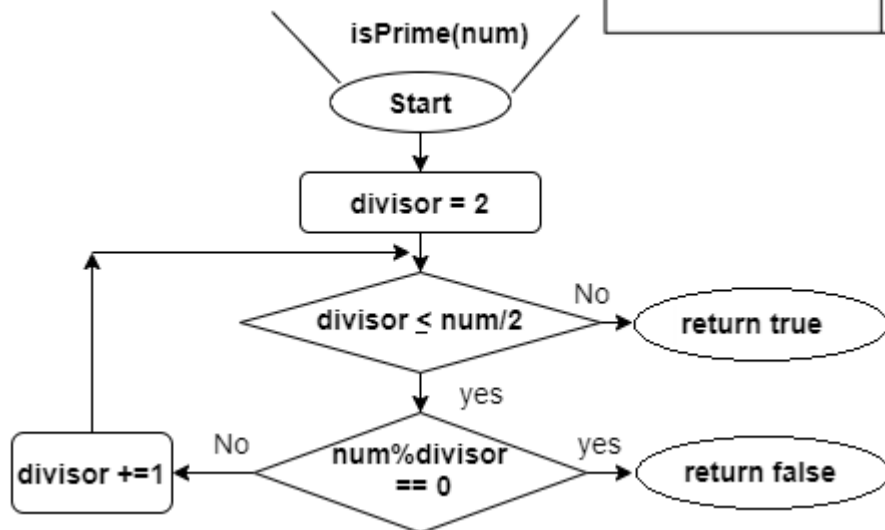 isPrime(num)
Start
divisor = 2
divisor ≤ num/2
No
return true
yes
num%divisor
== 0
No
divisor +=1
yes
return false